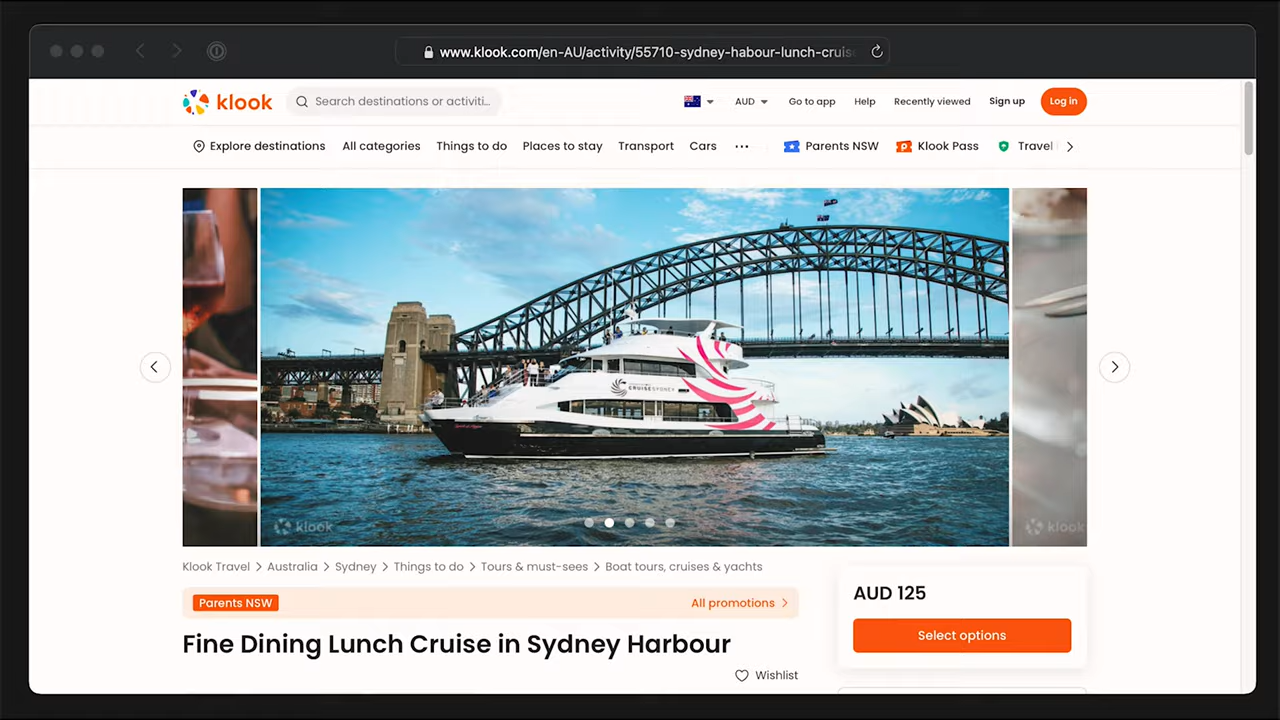 www.klook.com/en-AU/activity/55710-sydney-habour-lunch-cruise
klook
Search destinations or activiti...
AUD
Go to app
Help
Recently viewed
Sign up
Log in
Explore destinations
All categories
Things to do
Places to stay
Transport
Cars
...
Parents NSW
Klook Pass
Travel
CRUISE SYDNEY
klook
klook
Klook Travel > Australia > Sydney > Things to do > Tours & must-sees > Boat tours, cruises & yachts
Parents NSW
All promotions >
AUD 125
Select options
Fine Dining Lunch Cruise in Sydney Harbour
Wishlist